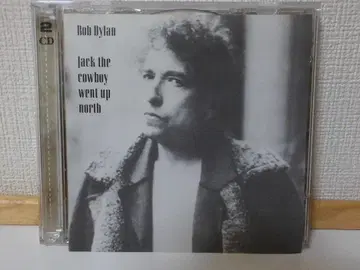 2
CD
Bob Dylan
Jack the
cowboy
went up
north